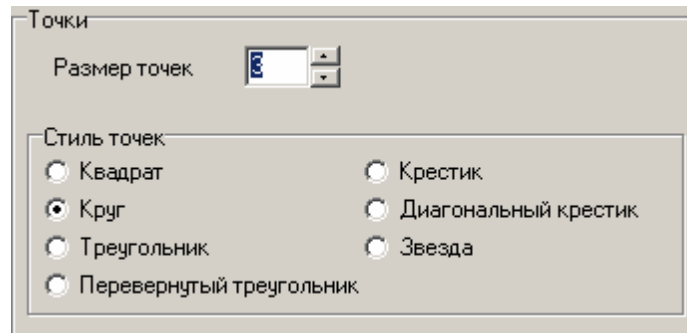 Точки
Размер точек 3
Стиль точек
Квадрат Крестик
Круг Диагональный крестик
Треугольник Звезда
Перевернутый треугольник